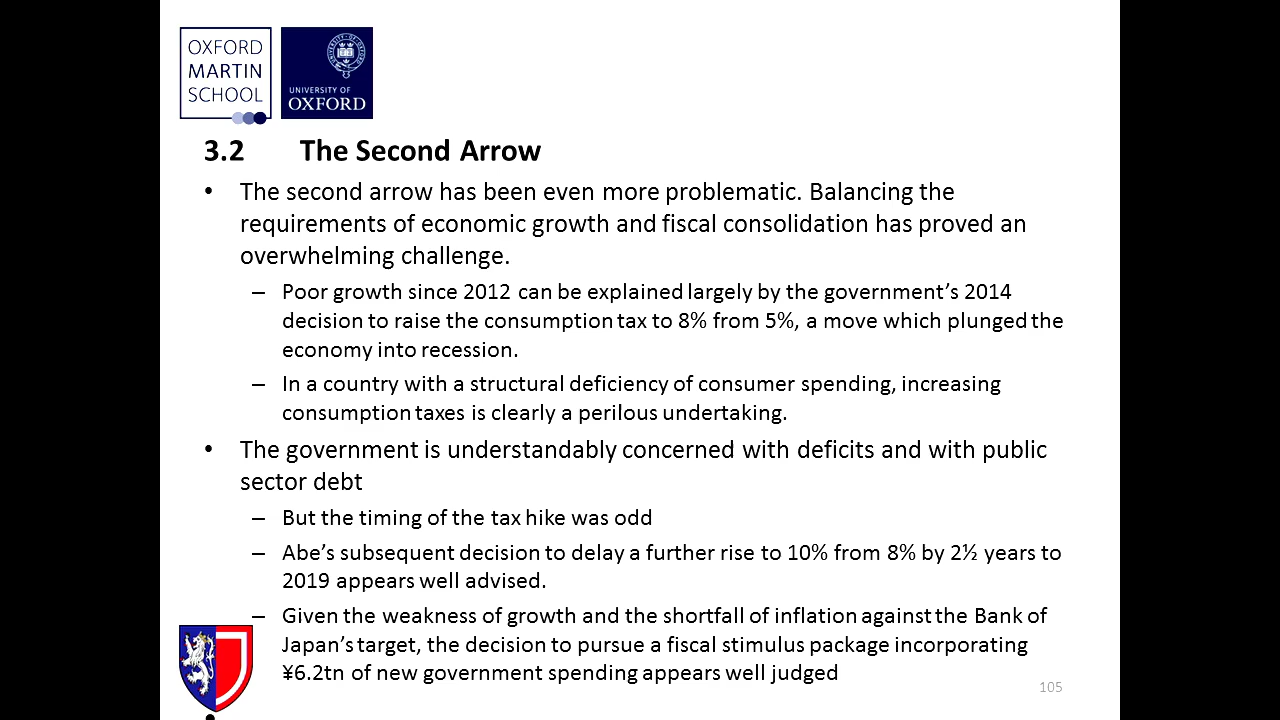 OXFORD
MARTIN
SCHOOL
UNIVERSITY OF
OXFORD
3.2 The Second Arrow
• The second arrow has been even more problematic. Balancing the
requirements of economic growth and fiscal consolidation has proved an
overwhelming challenge.
– Poor growth since 2012 can be explained largely by the government’s 2014
decision to raise the consumption tax to 8% from 5%, a move which plunged the
economy into recession.
– In a country with a structural deficiency of consumer spending, increasing
consumption taxes is clearly a perilous undertaking.
• The government is understandably concerned with deficits and with public
sector debt
– But the timing of the tax hike was odd
– Abe’s subsequent decision to delay a further rise to 10% from 8% by 2½ years to
2019 appears well advised.
– Given the weakness of growth and the shortfall of inflation against the Bank of
Japan’s target, the decision to pursue a fiscal stimulus package incorporating
¥6.2tn of new government spending appears well judged
105